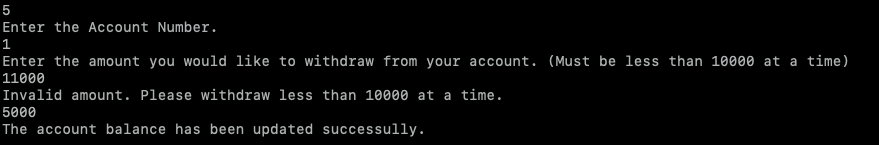 5
Enter the Account Number.
1
Enter the amount you would like to withdraw from your account. (Must be less than 10000 at a time)
11000
Invalid amount. Please withdraw less than 10000 at a time.
5000
The account balance has been updated successully.